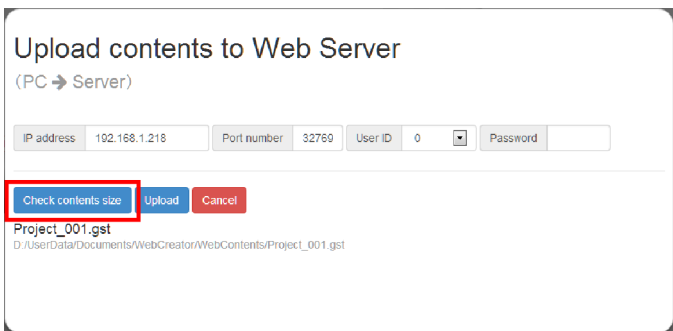 Upload contents to Web Server
(PC → Server)
IP address 192.168.1.218 Port number 32769 User ID 0 Password
Check contents size Upload Cancel
Project_001.gst
D:/UserData/Documents/WebCreator/WebContents/Project_001.gst